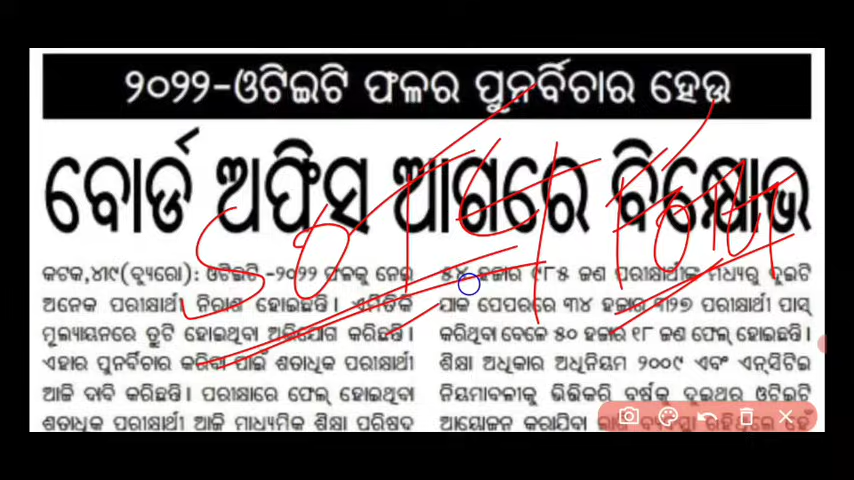 ୨୦୨୨-ଓଟିଇଟି ଫଳର ପୁନର୍ବିଚାର ହେଉ
ବୋର୍ଡ ଅଫିସ ଆଗରେ ବିକ୍ଷୋଭ
କଟକ,୪।୯(ବ୍ୟୁରୋ): ଓଟିଇଟି -୨୦୨୨ ଫଳକୁ ନେଇ
ଅନେକ ପରୀକ୍ଷାର୍ଥୀ ନିରାଶ ହୋଇଛନ୍ତି। ଏମିତିକି
ମୂଲ୍ୟାୟନରେ ତ୍ରୁଟି ହୋଇଥିବା ଅଭିଯୋଗ କରିଛନ୍ତି।
ଏହାର ପୁନର୍ବିଚାର କରିବା ପାଇଁ ଶତାଧିକ ପରୀକ୍ଷାର୍ଥୀ
ଆଜି ଦାବି କରିଛନ୍ତି। ପରୀକ୍ଷାରେ ଫେଲ୍ ହୋଇଥିବା
ଶତାଧିକ ପରୀକ୍ଷାର୍ଥୀ ଆଜି ମାଧ୍ୟମିକ ଶିକ୍ଷା ପରିଷଦ
୫୪ ହଜାର ୯୮୫ ଜଣ ପରୀକ୍ଷାର୍ଥୀଙ୍କ ମଧ୍ୟରୁ ଦୁଇଟି
ଯାକ ପେପରରେ ୩୪ ହଜାର ୩୨୭ ପରୀକ୍ଷାର୍ଥୀ ପାସ୍
କରିଥିବା ବେଳେ ୫୦ ହଜାର ୧୮ ଜଣ ଫେଲ୍ ହୋଇଛନ୍ତି।
ଶିକ୍ଷା ଅଧିକାର ଅଧିନିୟମ ୨୦୦୯ ଏବଂ ଏନ୍‌ସିଟିଇ
ନିୟମାବଳୀକୁ ଭିତ୍ତିକରି ବର୍ଷକୁ ଦୁଇଥର ଓଟିଇଟି
ଆୟୋଜନ କରାଯିବା